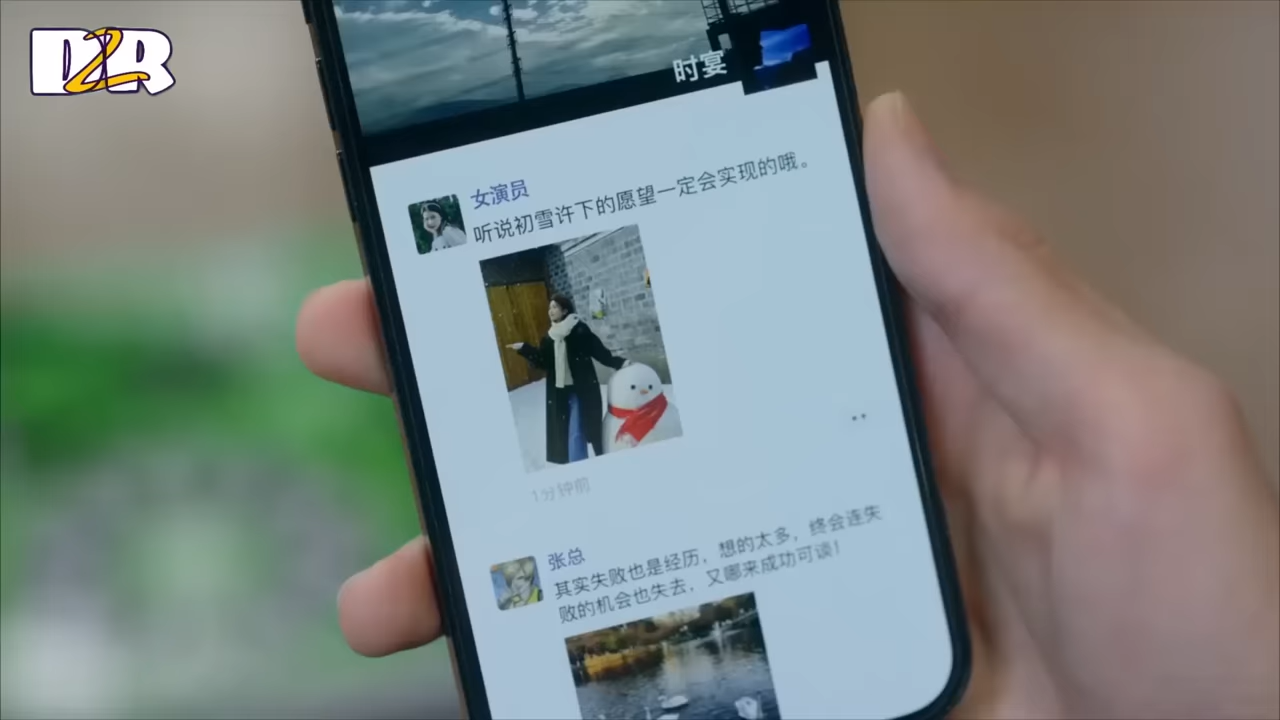 D2R
时宴
女演员
听说初雪许下的愿望一定会实现的哦。
1分钟前
张总
其实失败也是经历，想的太多，终会连失
败的机会也失去，又哪来成功可谈！